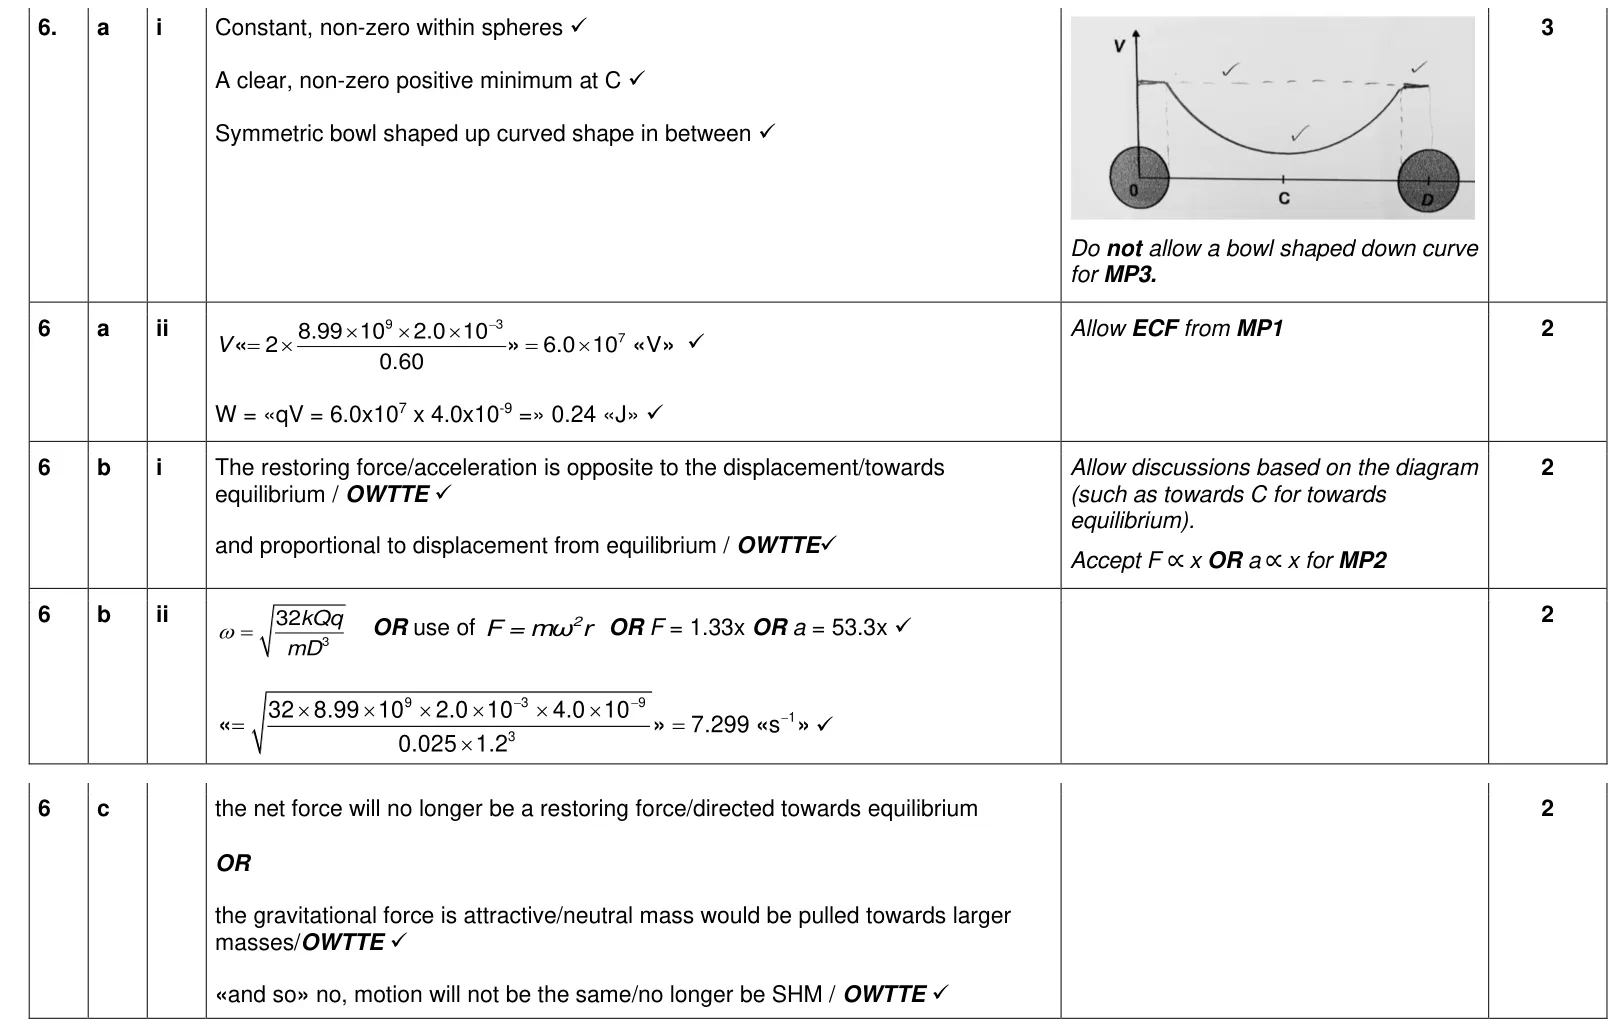 6. a i Constant, non-zero within spheres ✓ 3
A clear, non-zero positive minimum at C ✓
Symmetric bowl shaped up curved shape in between ✓
V
✓ ✓
✓
0 C D
Do not allow a bowl shaped down curve
for MP3.
6 a ii V«= 2 × (8.99 × 10⁹ × 2.0 × 10⁻³)/0.60 » = 6.0 × 10⁷ «V» ✓ Allow ECF from MP1 2
W = «qV = 6.0x10⁷ x 4.0x10⁻⁹ =» 0.24 «J» ✓
6 b i The restoring force/acceleration is opposite to the displacement/towards
equilibrium / OWTTE ✓
and proportional to displacement from equilibrium / OWTTE✓
Allow discussions based on the diagram
(such as towards C for towards
equilibrium).
Accept F ∝ x OR a ∝ x for MP2
2
6 b ii ω = √(32kQq/mD³) OR use of F = mω²r OR F = 1.33x OR a = 53.3x ✓ 2
«= √((32 × 8.99 × 10⁹ × 2.0 × 10⁻³ × 4.0 × 10⁻⁹)/(0.025 × 1.2³)) » = 7.299 «s⁻¹» ✓
6 c the net force will no longer be a restoring force/directed towards equilibrium 2
OR
the gravitational force is attractive/neutral mass would be pulled towards larger
masses/OWTTE ✓
«and so» no, motion will not be the same/no longer be SHM / OWTTE ✓